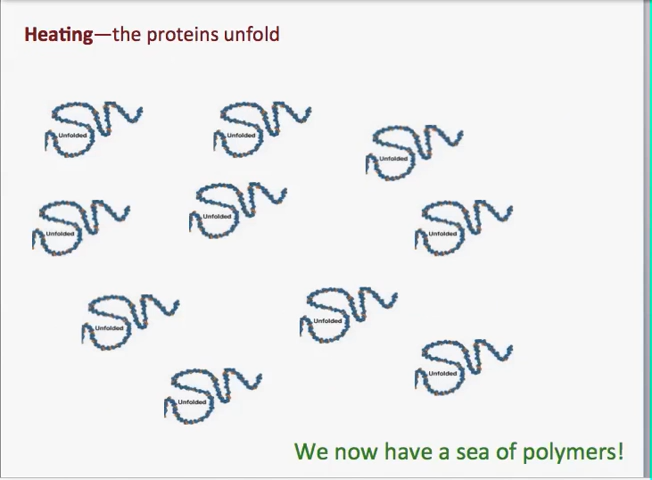 Heating—the proteins unfold
Unfolded
Unfolded
Unfolded
Unfolded
Unfolded
Unfolded
Unfolded
Unfolded
Unfolded
Unfolded
We now have a sea of polymers!